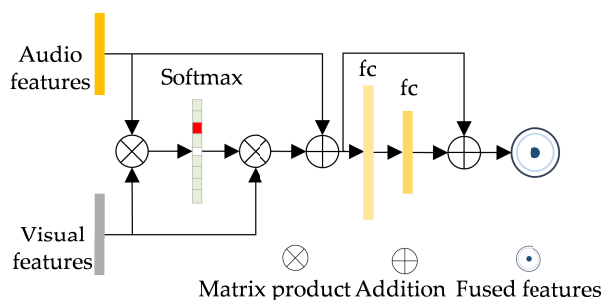 Audio
features
Softmax
fc
fc
Visual
features
Matrix product
Addition
Fused features